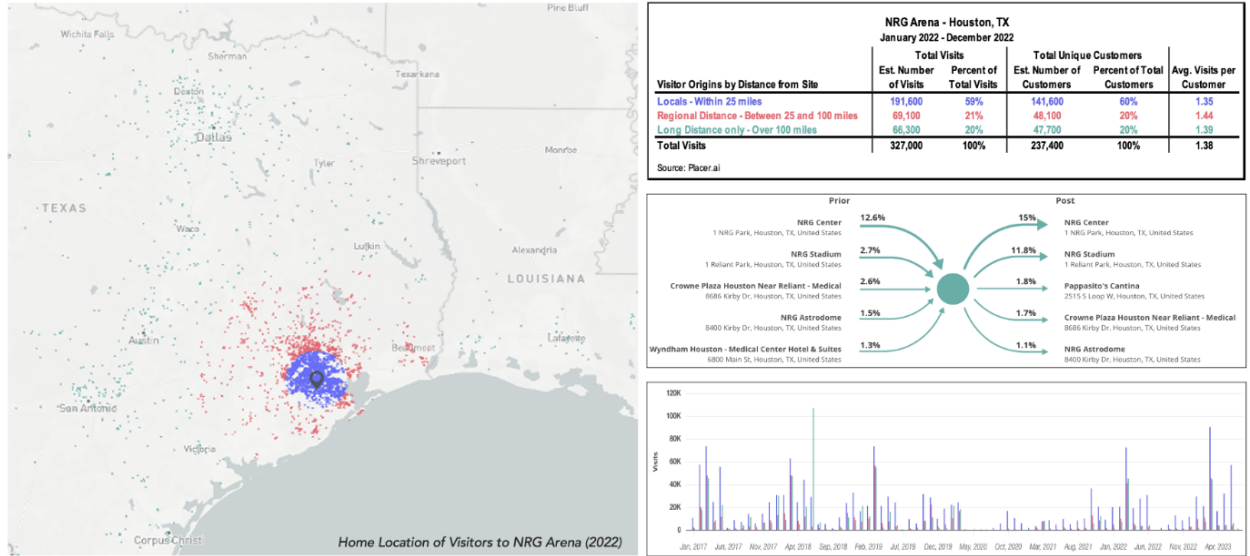 Pine Bluff
Wichita Falls
Sherman
Texarkana
Denton
Dallas
Tyler
Shreveport
Monroe
TEXAS
Waco
Lufkin
Alexandria
LOUISIANA
Austin
Beaumont
Lafayette
San Antonio
Victoria
Corpus Christi
Home Location of Visitors to NRG Arena (2022)
NRG Arena - Houston, TX
January 2022 - December 2022
Total Visits Total Unique Customers
Est. Number Percent of Est. Number of Percent of Total Avg. Visits per
Visitor Origins by Distance from Site of Visits Total Visits Customers Customers Customer
Locals - Within 25 miles 191,600 59% 141,600 60% 1.35
Regional Distance - Between 25 and 100 miles 69,100 21% 48,100 20% 1.44
Long Distance only - Over 100 miles 66,300 20% 47,700 20% 1.39
Total Visits 327,000 100% 237,400 100% 1.38
Source: Placer.ai
Prior Post
12.6% 15%
NRG Center NRG Center
1 NRG Park, Houston, TX, United States 1 NRG Park, Houston, TX, United States
2.7% 11.8%
NRG Stadium NRG Stadium
1 Reliant Park, Houston, TX, United States 1 Reliant Park, Houston, TX, United States
2.6% 1.8%
Crowne Plaza Houston Near Reliant - Medical Pappasito's Cantina
8686 Kirby Dr, Houston, TX, United States 2515 S Loop W, Houston, TX, United States
1.5% 1.7%
NRG Astrodome Crowne Plaza Houston Near Reliant - Medical
8400 Kirby Dr, Houston, TX, United States 8686 Kirby Dr, Houston, TX, United States
1.3% 1.1%
Wyndham Houston - Medical Center Hotel & Suites NRG Astrodome
6800 Main St, Houston, TX, United States 8400 Kirby Dr, Houston, TX, United States
120K
100K
80K
60K
40K
20K
0
Visits
Jan, 2017 Jun, 2017 Nov, 2017 Apr, 2018 Sep, 2018 Feb, 2019 Jul, 2019 Dec, 2019 May, 2020 Oct, 2020 Mar, 2021 Aug, 2021 Jan, 2022 Jun, 2022 Nov, 2022 Apr, 2023